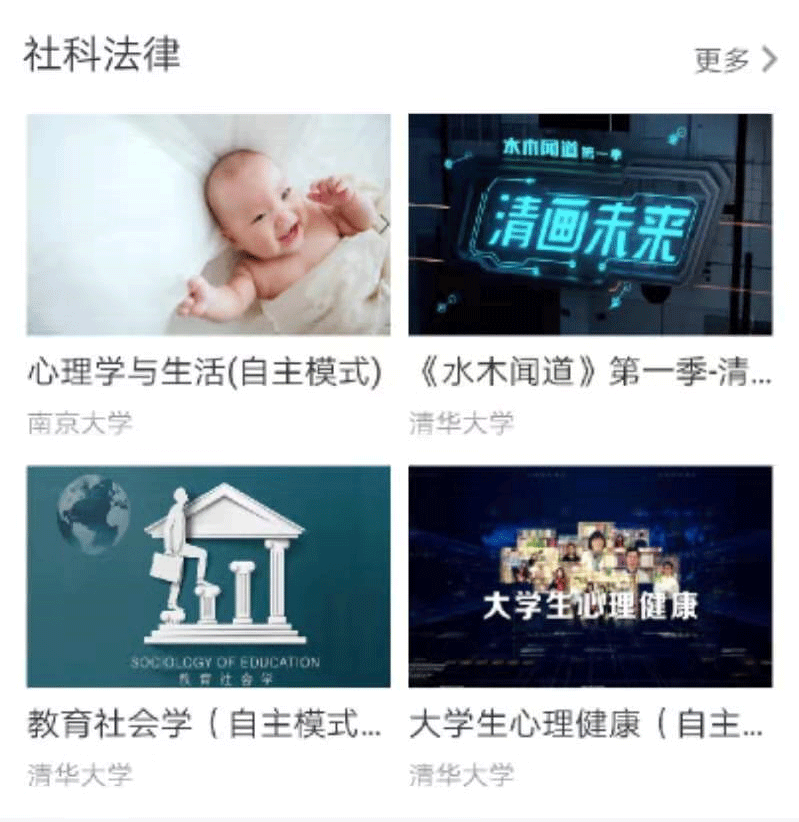 社科法律
更多
水木闻道 第一季
清画未来
心理学与生活(自主模式)
《水木闻道》第一季-清...
南京大学
清华大学
SOCIOLOGY OF EDUCATION
教育社会学
大学生心理健康
教育社会学（自主模式...
大学生心理健康（自主...
清华大学
清华大学